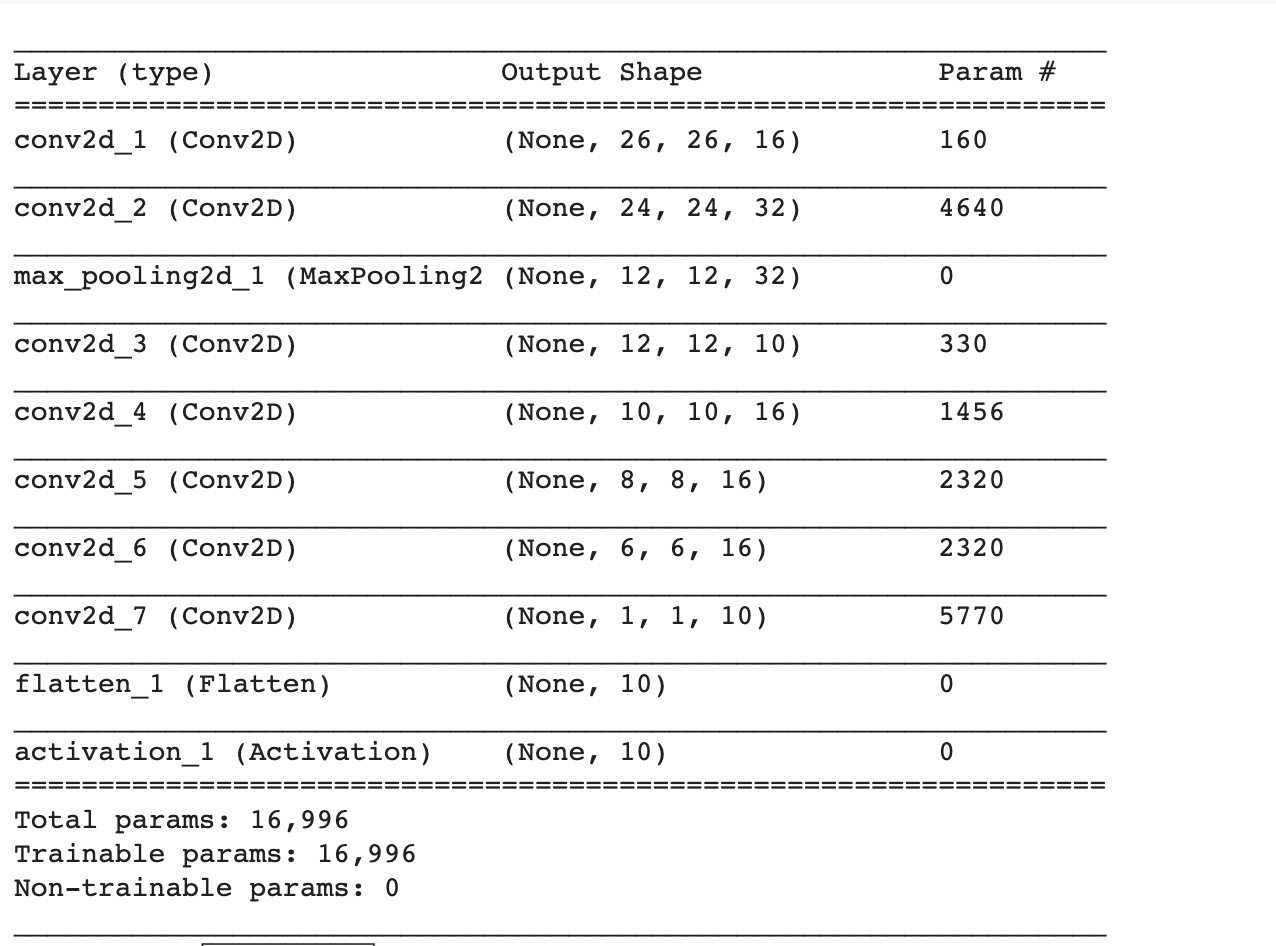 Layer (type) Output Shape Param #
=================================================================
conv2d_1 (Conv2D) (None, 26, 26, 16) 160
conv2d_2 (Conv2D) (None, 24, 24, 32) 4640
max_pooling2d_1 (MaxPooling2 (None, 12, 12, 32) 0
conv2d_3 (Conv2D) (None, 12, 12, 10) 330
conv2d_4 (Conv2D) (None, 10, 10, 16) 1456
conv2d_5 (Conv2D) (None, 8, 8, 16) 2320
conv2d_6 (Conv2D) (None, 6, 6, 16) 2320
conv2d_7 (Conv2D) (None, 1, 1, 10) 5770
flatten_1 (Flatten) (None, 10) 0
activation_1 (Activation) (None, 10) 0
=================================================================
Total params: 16,996
Trainable params: 16,996
Non-trainable params: 0